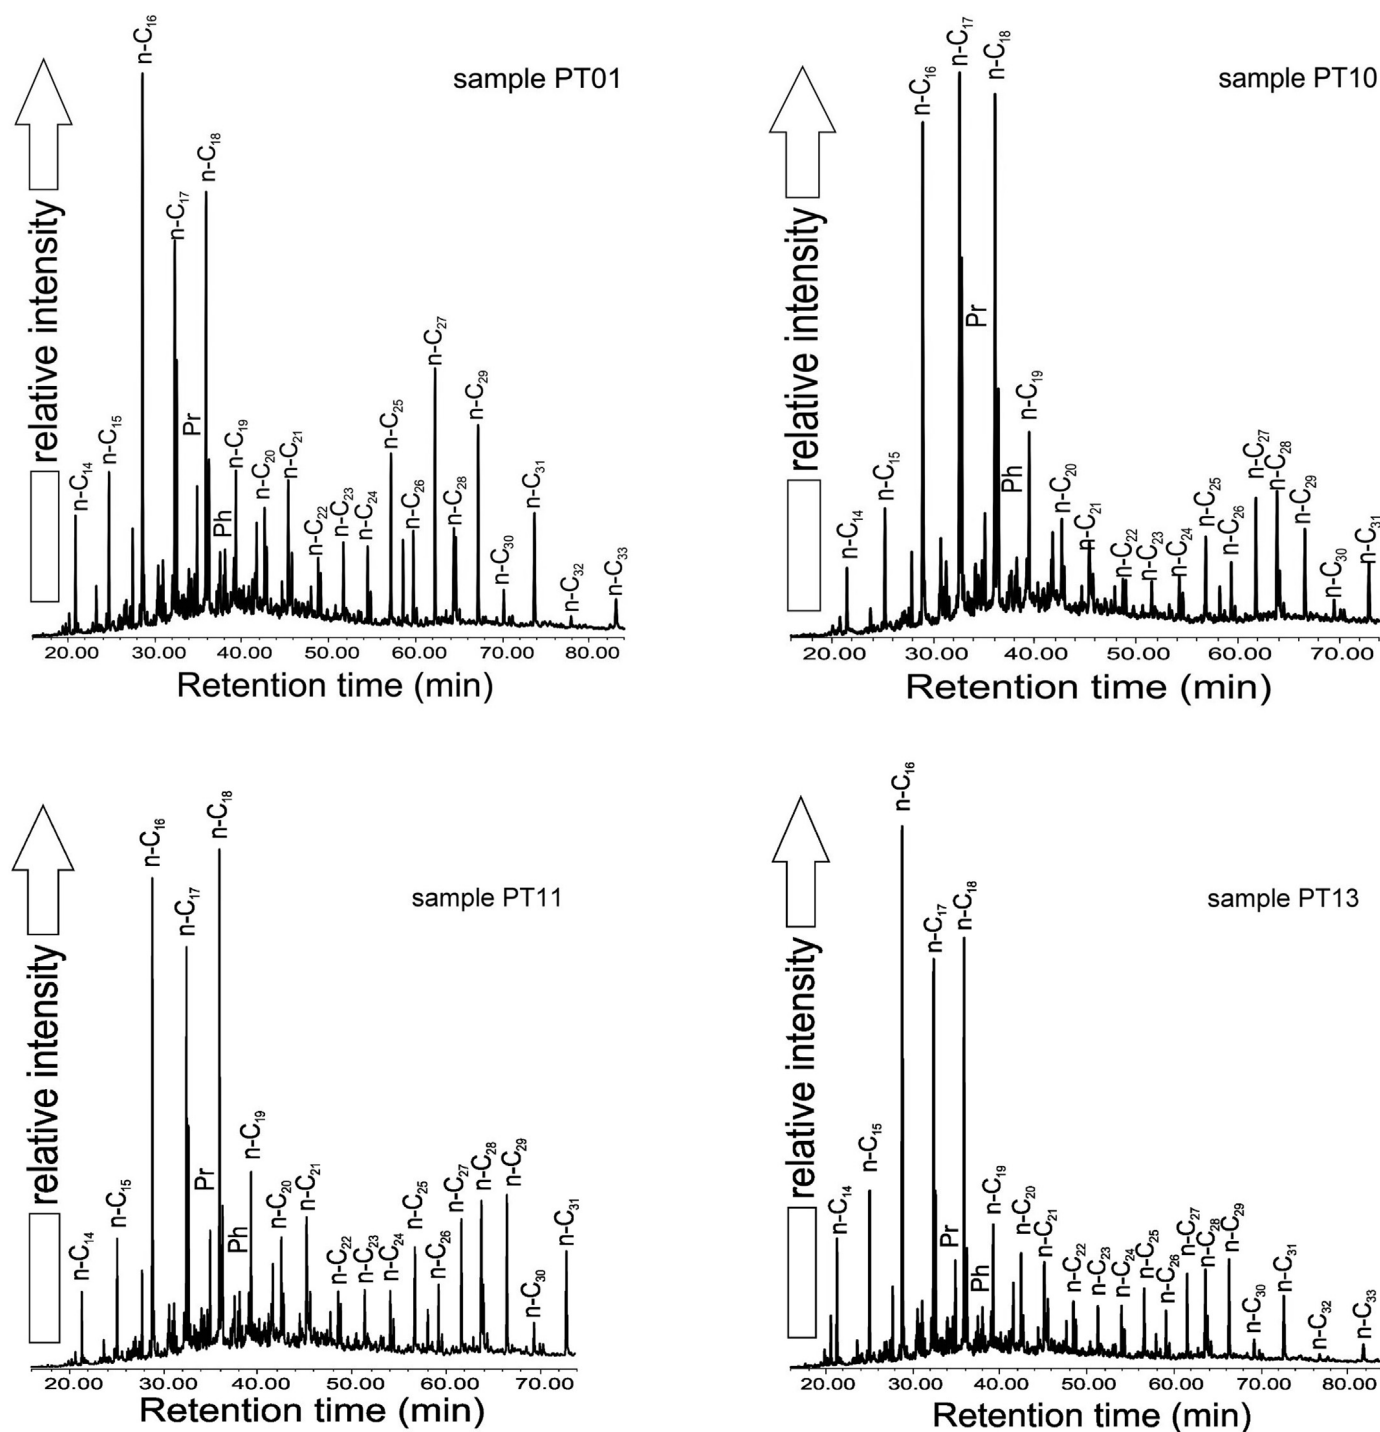 sample PT01
relative intensity
n-C14
n-C15
n-C16
n-C17
Pr
n-C18
Ph
n-C19
n-C20
n-C21
n-C22
n-C23
n-C24
n-C25
n-C26
n-C27
n-C28
n-C29
n-C30
n-C31
n-C32
n-C33
20.00 30.00 40.00 50.00 60.00 70.00 80.00
Retention time (min)
sample PT10
relative intensity
n-C14
n-C15
n-C16
n-C17
Pr
n-C18
Ph
n-C19
n-C20
n-C21
n-C22
n-C23
n-C24
n-C25
n-C26
n-C27
n-C28
n-C29
n-C30
n-C31
20.00 30.00 40.00 50.00 60.00 70.00
Retention time (min)
sample PT11
relative intensity
n-C14
n-C15
n-C16
n-C17
Pr
n-C18
Ph
n-C19
n-C20
n-C21
n-C22
n-C23
n-C24
n-C25
n-C26
n-C27
n-C28
n-C29
n-C30
n-C31
20.00 30.00 40.00 50.00 60.00 70.00
Retention time (min)
sample PT13
relative intensity
n-C14
n-C15
n-C16
n-C17
Pr
n-C18
Ph
n-C19
n-C20
n-C21
n-C22
n-C23
n-C24
n-C25
n-C26
n-C27
n-C28
n-C29
n-C30
n-C31
n-C32
n-C33
20.00 30.00 40.00 50.00 60.00 70.00 80.00
Retention time (min)